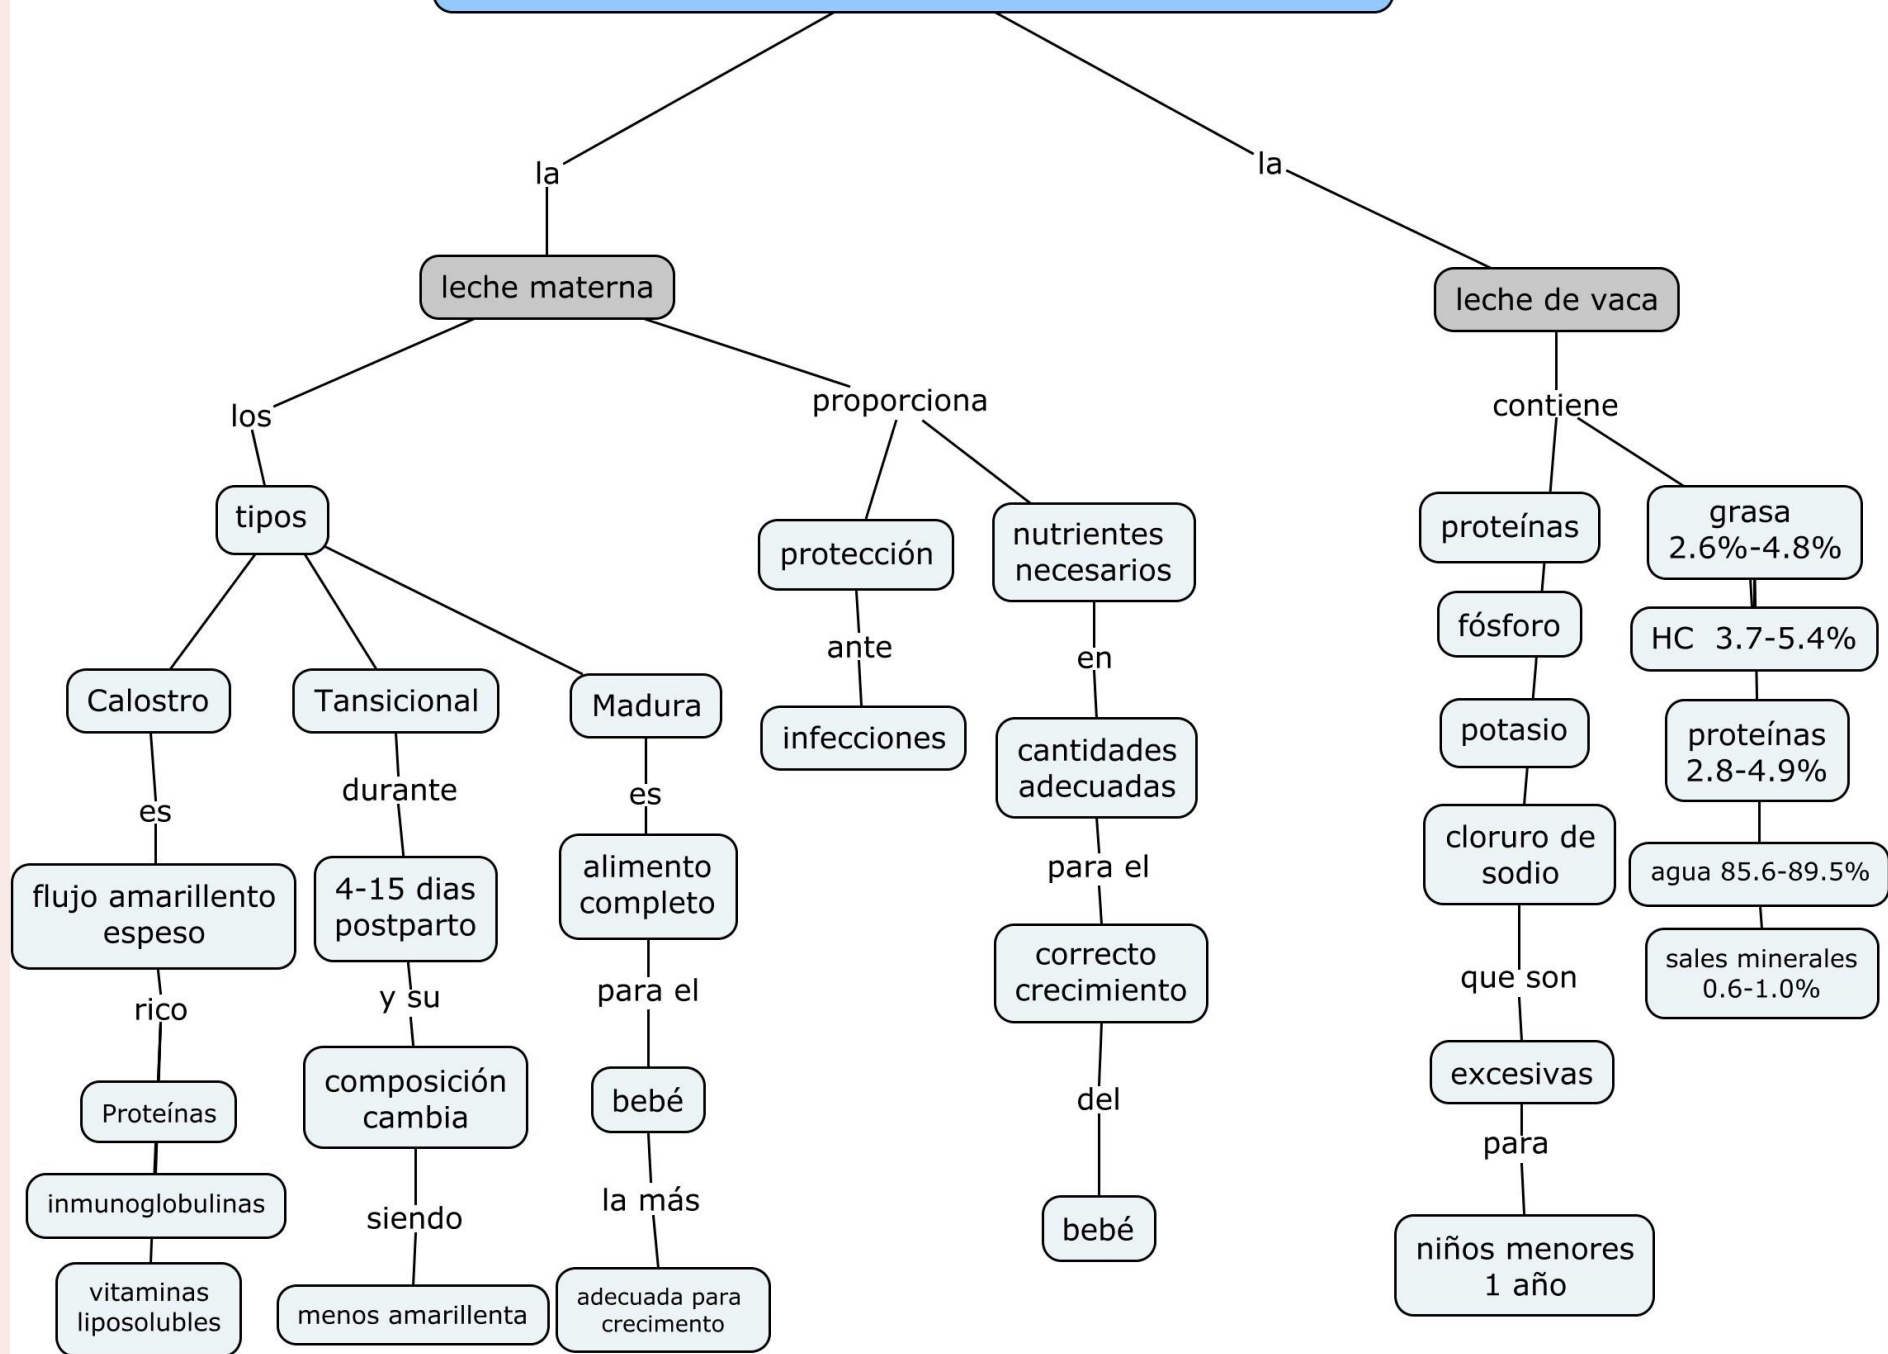 la
la
leche materna
leche de vaca
los
proporciona
contiene
tipos
protección
nutrientes
necesarios
proteínas
grasa
2.6%-4.8%
ante
en
fósforo
HC  3.7-5.4%
Calostro
Tansicional
Madura
infecciones
cantidades
adecuadas
potasio
proteínas
2.8-4.9%
es
durante
es
para el
cloruro de
sodio
agua 85.6-89.5%
flujo amarillento
espeso
4-15 dias
postparto
alimento
completo
correcto
crecimiento
que son
sales minerales
0.6-1.0%
rico
y su
para el
del
excesivas
Proteínas
composición
cambia
bebé
para
inmunoglobulinas
siendo
la más
bebé
niños menores
1 año
vitaminas
liposolubles
menos amarillenta
adecuada para
crecimento